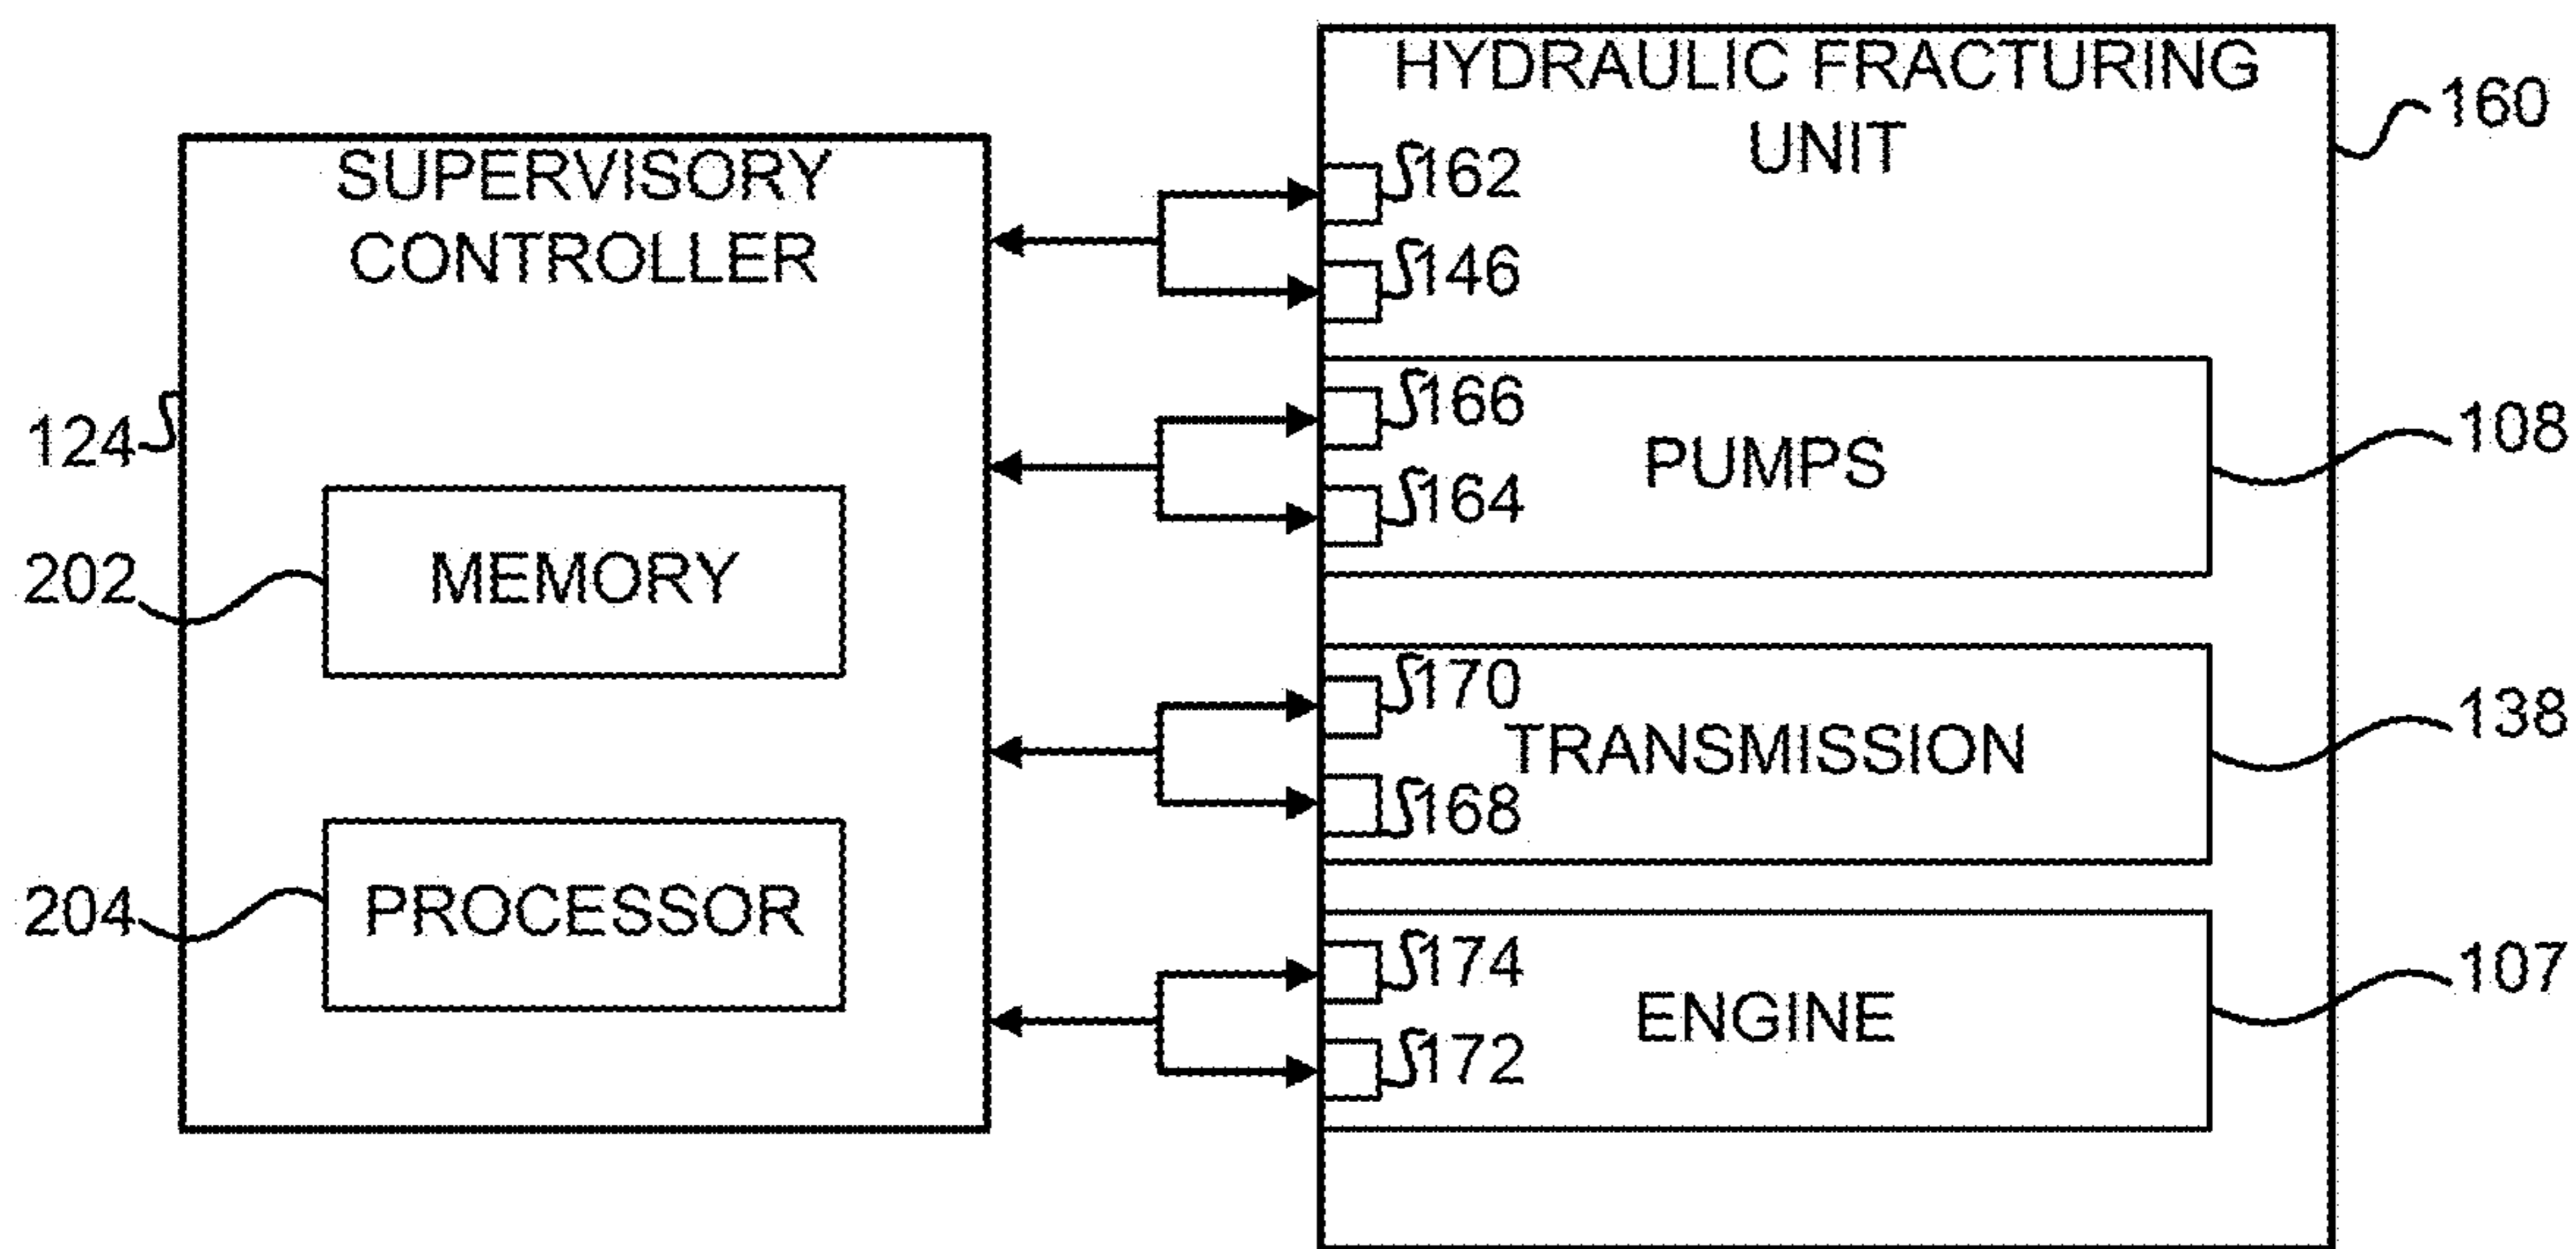 HYDRAULIC FRACTURING
UNIT
160
SUPERVISORY
CONTROLLER
162
146
124
166
164
PUMPS
108
202
MEMORY
170
168
TRANSMISSION
138
204
PROCESSOR
174
172
ENGINE
107